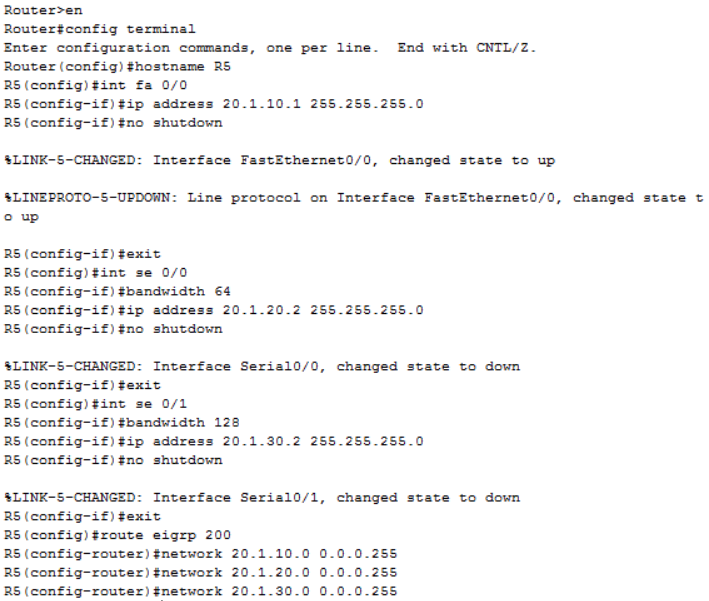 Router>en
Router#config terminal
Enter configuration commands, one per line.  End with CNTL/Z.
Router(config)#hostname R5
R5(config)#int fa 0/0
R5(config-if)#ip address 20.1.10.1 255.255.255.0
R5(config-if)#no shutdown
%LINK-5-CHANGED: Interface FastEthernet0/0, changed state to up
%LINEPROTO-5-UPDOWN: Line protocol on Interface FastEthernet0/0, changed state t
o up
R5(config-if)#exit
R5(config)#int se 0/0
R5(config-if)#bandwidth 64
R5(config-if)#ip address 20.1.20.2 255.255.255.0
R5(config-if)#no shutdown
%LINK-5-CHANGED: Interface Serial0/0, changed state to down
R5(config-if)#exit
R5(config)#int se 0/1
R5(config-if)#bandwidth 128
R5(config-if)#ip address 20.1.30.2 255.255.255.0
R5(config-if)#no shutdown
%LINK-5-CHANGED: Interface Serial0/1, changed state to down
R5(config-if)#exit
R5(config)#route eigrp 200
R5(config-router)#network 20.1.10.0 0.0.0.255
R5(config-router)#network 20.1.20.0 0.0.0.255
R5(config-router)#network 20.1.30.0 0.0.0.255